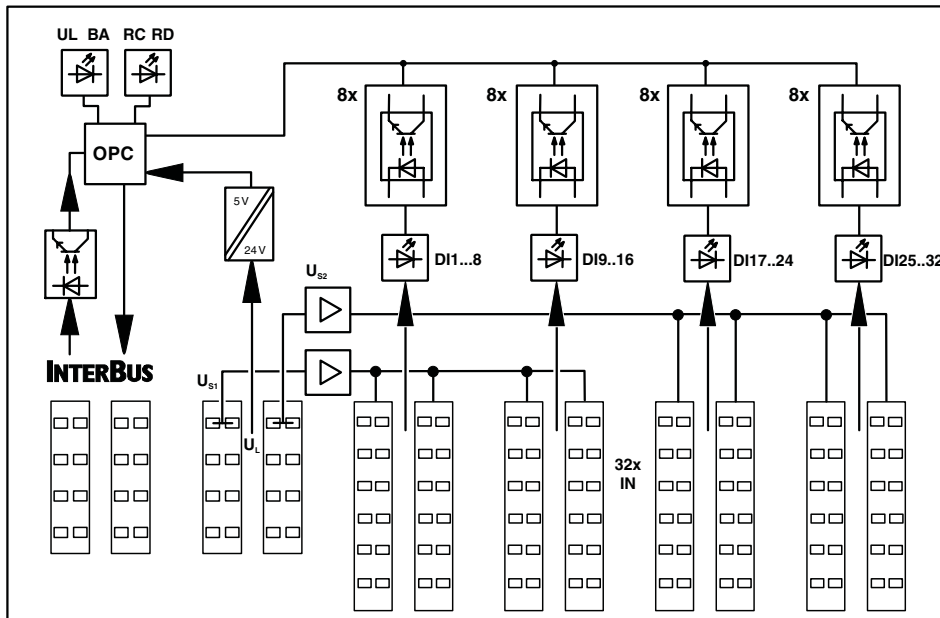 UL BA RC RD
8x 8x 8x 8x
OPC
5V
24V
DI1...8 DI9..16 DI17..24 DI25..32
US2
INTERBUS
US1
UL
32x
IN